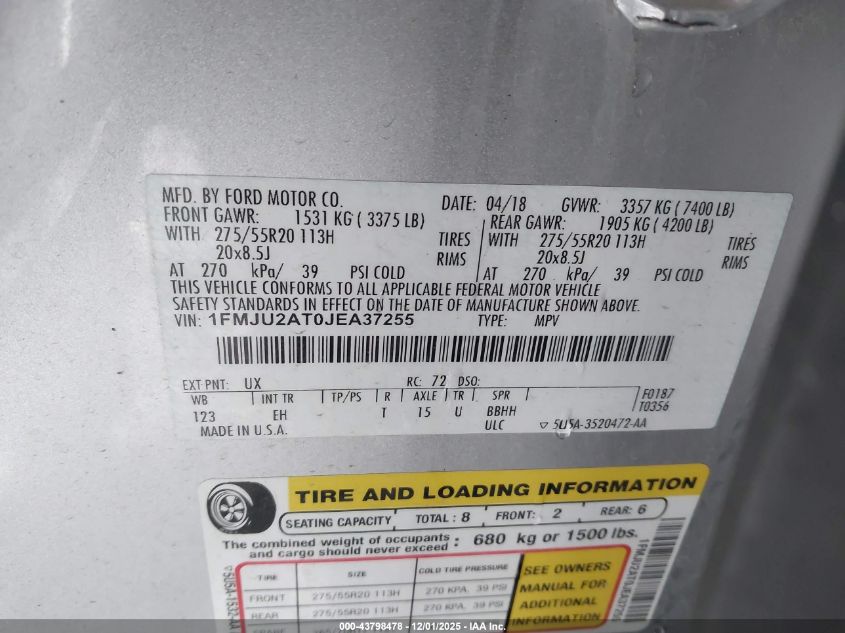 MFD. BY FORD MOTOR CO.
DATE: 04/18 GVWR: 3357 KG ( 7400 LB)
FRONT GAWR: 1531 KG ( 3375 LB)
REAR GAWR: 1905 KG ( 4200 LB)
WITH 275/55R20 113H TIRES
WITH 275/55R20 113H TIRES
20x8.5J RIMS
20x8.5J RIMS
AT 270 kPa/ 39 PSI COLD
AT 270 kPa/ 39 PSI COLD
THIS VEHICLE CONFORMS TO ALL APPLICABLE FEDERAL MOTOR VEHICLE
SAFETY STANDARDS IN EFFECT ON THE DATE OF MANUFACTURE SHOWN ABOVE.
VIN: 1FMJU2AT0JEA37255 TYPE: MPV
EXT PNT: UX RC: 72 DSO:
WB INT TR TP/PS R AXLE TR SPR F0187
123 EH T 15 U BBHH T0356
MADE IN U.S.A. ULC 5U5A-3520472-AA
TIRE AND LOADING INFORMATION
SEATING CAPACITY TOTAL : 8 FRONT: 2 REAR: 6
The combined weight of occupants and cargo should never exceed : 680 kg or 1500 lbs.
TIRE SIZE COLD TIRE PRESSURE
FRONT 275/55R20 113H 270 KPA, 39 PSI
REAR 275/55R20 113H 270 KPA, 39 PSI
SEE OWNERS
MANUAL FOR
ADDITIONAL
INFORMATION
000-43798478 - 12/01/2025 - IAA Inc.